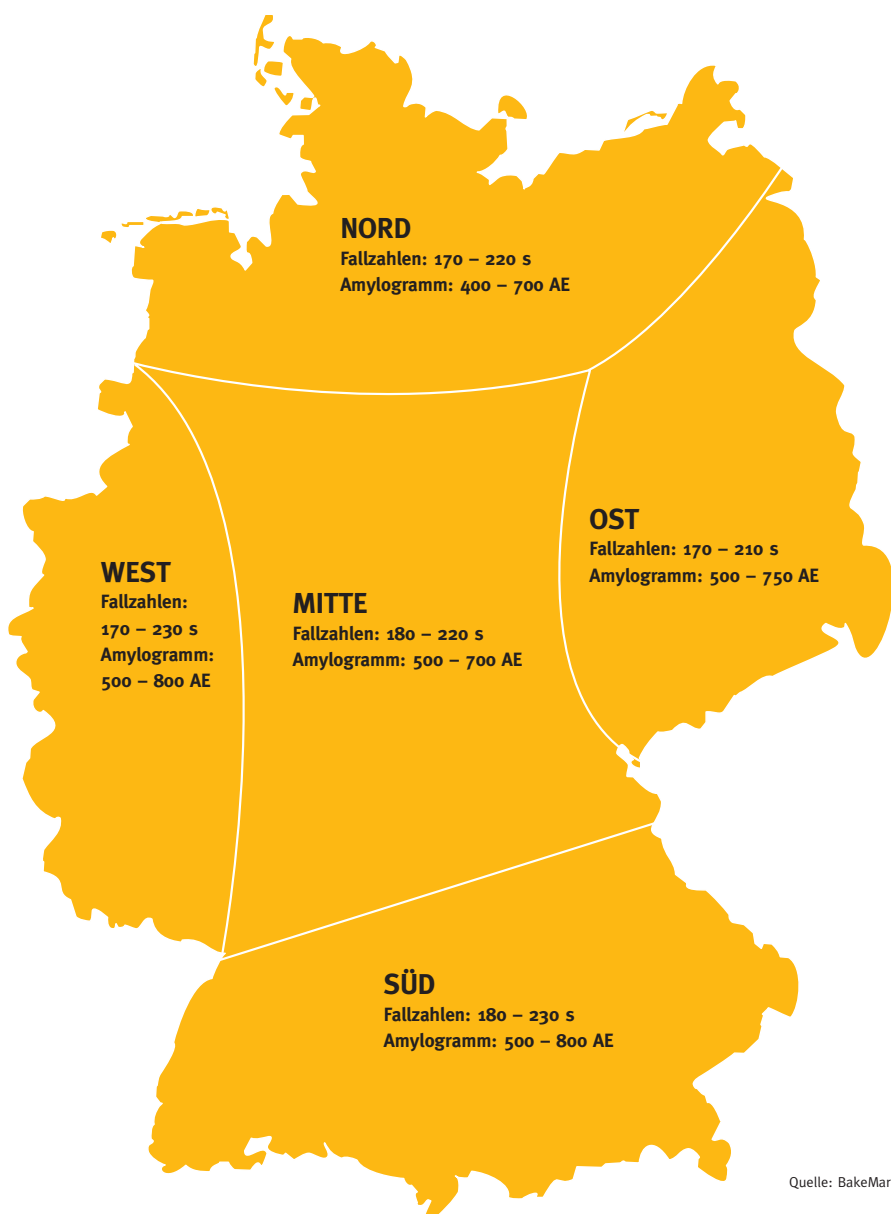 NORD
Fallzahlen: 170 – 220 s
Amylogramm: 400 – 700 AE
OST
Fallzahlen: 170 – 210 s
Amylogramm: 500 – 750 AE
WEST
Fallzahlen:
170 – 230 s
Amylogramm:
500 – 800 AE
MITTE
Fallzahlen: 180 – 220 s
Amylogramm: 500 – 700 AE
SÜD
Fallzahlen: 180 – 230 s
Amylogramm: 500 – 800 AE
Quelle: BakeMar